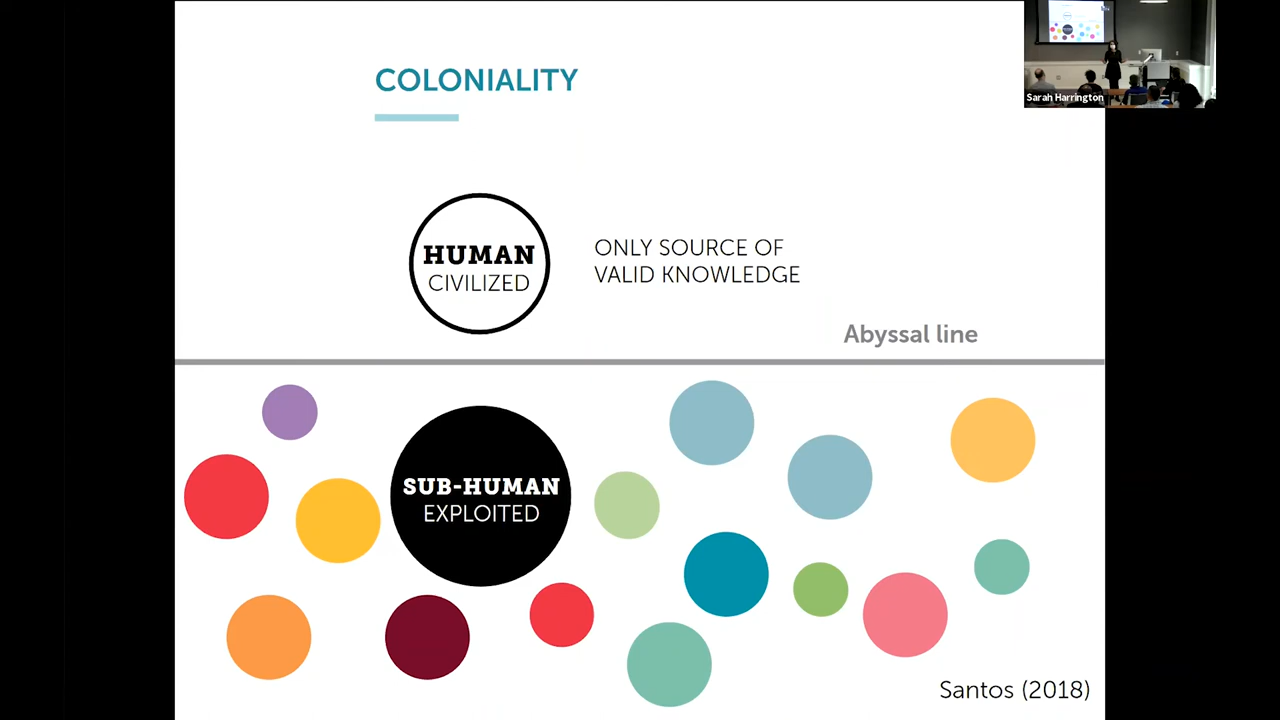 COLONIALITY
Sarah Harrington
HUMAN
CIVILIZED
ONLY SOURCE OF
VALID KNOWLEDGE
Abyssal line
SUB-HUMAN
EXPLOITED
Santos (2018)